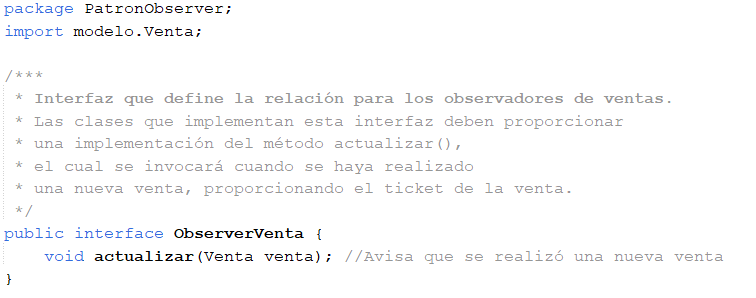 package PatronObserver;
import modelo.Venta;
/***
* Interfaz que define la relación para los observadores de ventas.
* Las clases que implementan esta interfaz deben proporcionar
* una implementación del método actualizar(),
* el cual se invocará cuando se haya realizado
* una nueva venta, proporcionando el ticket de la venta.
*/
public interface ObserverVenta {
    void actualizar(Venta venta); //Avisa que se realizó una nueva venta
}